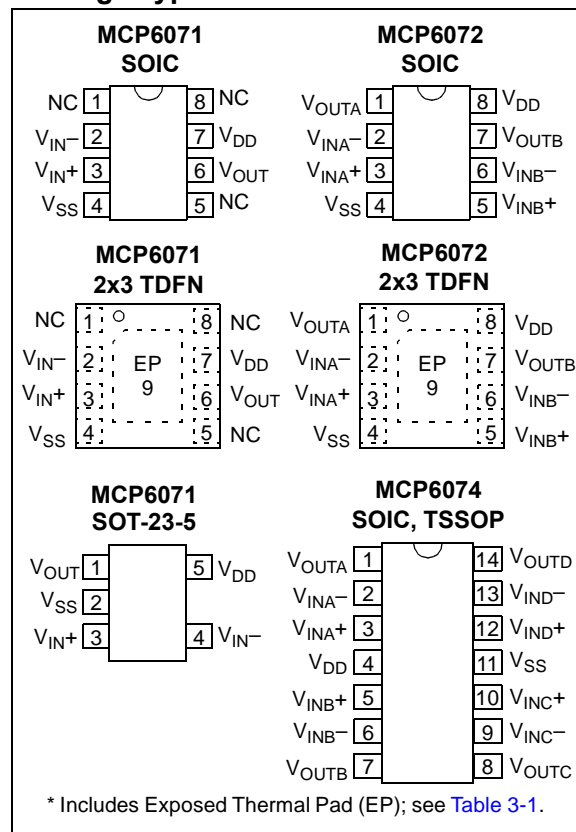 MCP6071
SOIC
NC 1 8 NC
VIN– 2 7 VDD
VIN+ 3 6 VOUT
VSS 4 5 NC
MCP6072
SOIC
VOUTA 1 8 VDD
VINA– 2 7 VOUTB
VINA+ 3 6 VINB–
VSS 4 5 VINB+
MCP6071
2x3 TDFN
NC 1 8 NC
VIN– 2 EP 7 VDD
VIN+ 3 9 6 VOUT
VSS 4 5 NC
MCP6072
2x3 TDFN
VOUTA 1 8 VDD
VINA– 2 EP 7 VOUTB
VINA+ 3 9 6 VINB–
VSS 4 5 VINB+
MCP6071
SOT-23-5
VOUT 1 5 VDD
VSS 2
VIN+ 3 4 VIN–
MCP6074
SOIC, TSSOP
VOUTA 1 14 VOUTD
VINA– 2 13 VIND–
VINA+ 3 12 VIND+
VDD 4 11 VSS
VINB+ 5 10 VINC+
VINB– 6 9 VINC–
VOUTB 7 8 VOUTC
* Includes Exposed Thermal Pad (EP); see Table 3-1.